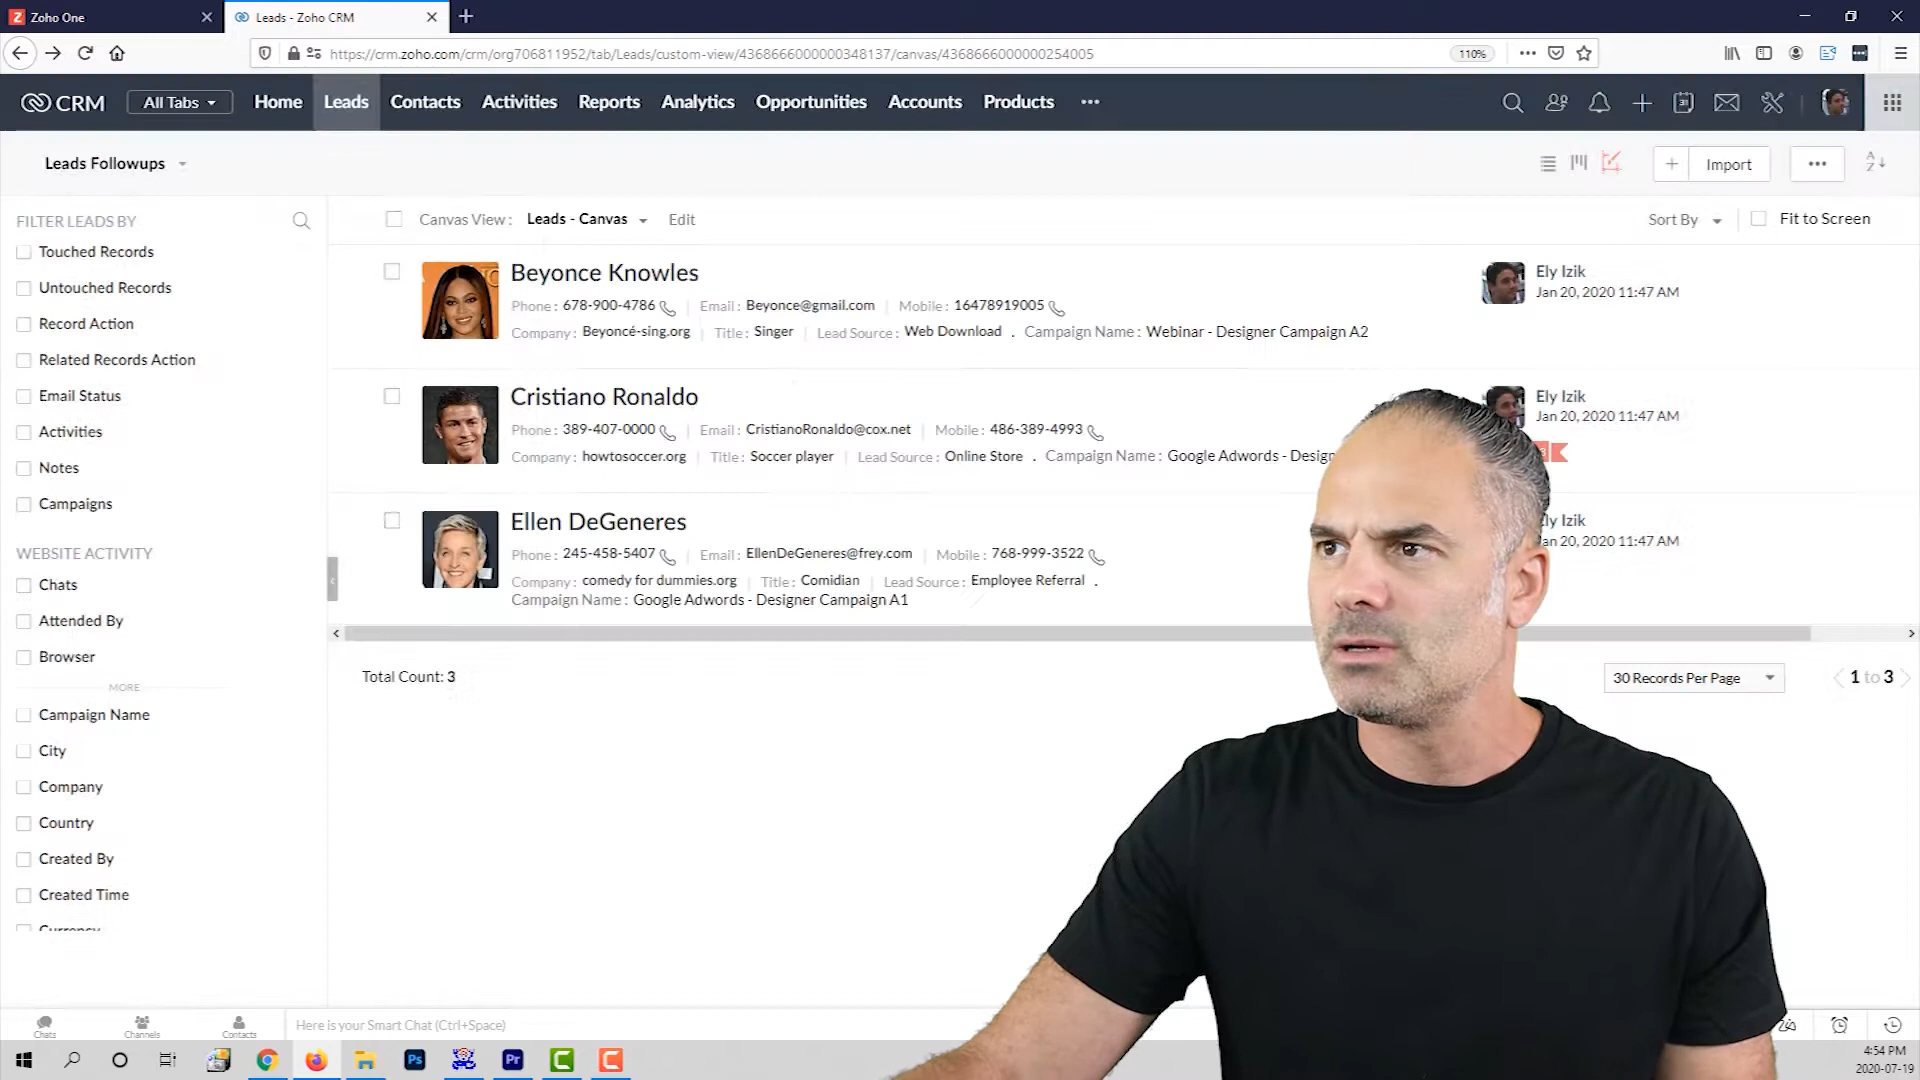 Zoho One
Leads - Zoho CRM
https://crm.zoho.com/crm/org706811952/tab/Leads/custom-view/4368666000000348137/canvas/4368666000000254005
110%
CRM
All Tabs
Home
Leads
Contacts
Activities
Reports
Analytics
Opportunities
Accounts
Products
Leads Followups
Import
FILTER LEADS BY
Touched Records
Untouched Records
Record Action
Related Records Action
Email Status
Activities
Notes
Campaigns
WEBSITE ACTIVITY
Chats
Attended By
Browser
MORE
Campaign Name
City
Company
Country
Created By
Created Time
Currency
Canvas View : Leads - Canvas Edit
Sort By
Fit to Screen
Beyonce Knowles
Phone : 678-900-4786 Email : Beyonce@gmail.com Mobile : 16478919005
Company : Beyoncé-sing.org Title : Singer Lead Source : Web Download . Campaign Name : Webinar - Designer Campaign A2
Ely Izik
Jan 20, 2020 11:47 AM
Cristiano Ronaldo
Phone : 389-407-0000 Email : CristianoRonaldo@cox.net Mobile : 486-389-4993
Company : howtosoccer.org Title : Soccer player Lead Source : Online Store . Campaign Name : Google Adwords - Desig
Ely Izik
Jan 20, 2020 11:47 AM
Ellen DeGeneres
Phone : 245-458-5407 Email : EllenDeGeneres@frey.com Mobile : 768-999-3522
Company : comedy for dummies.org Title : Comidian Lead Source : Employee Referral .
Campaign Name : Google Adwords - Designer Campaign A1
Ely Izik
an 20, 2020 11:47 AM
Total Count: 3
30 Records Per Page
1 to 3
Chats
Channels
Contacts
Here is your Smart Chat (Ctrl+Space)
Ps
Pr
4:54 PM
2020-07-19